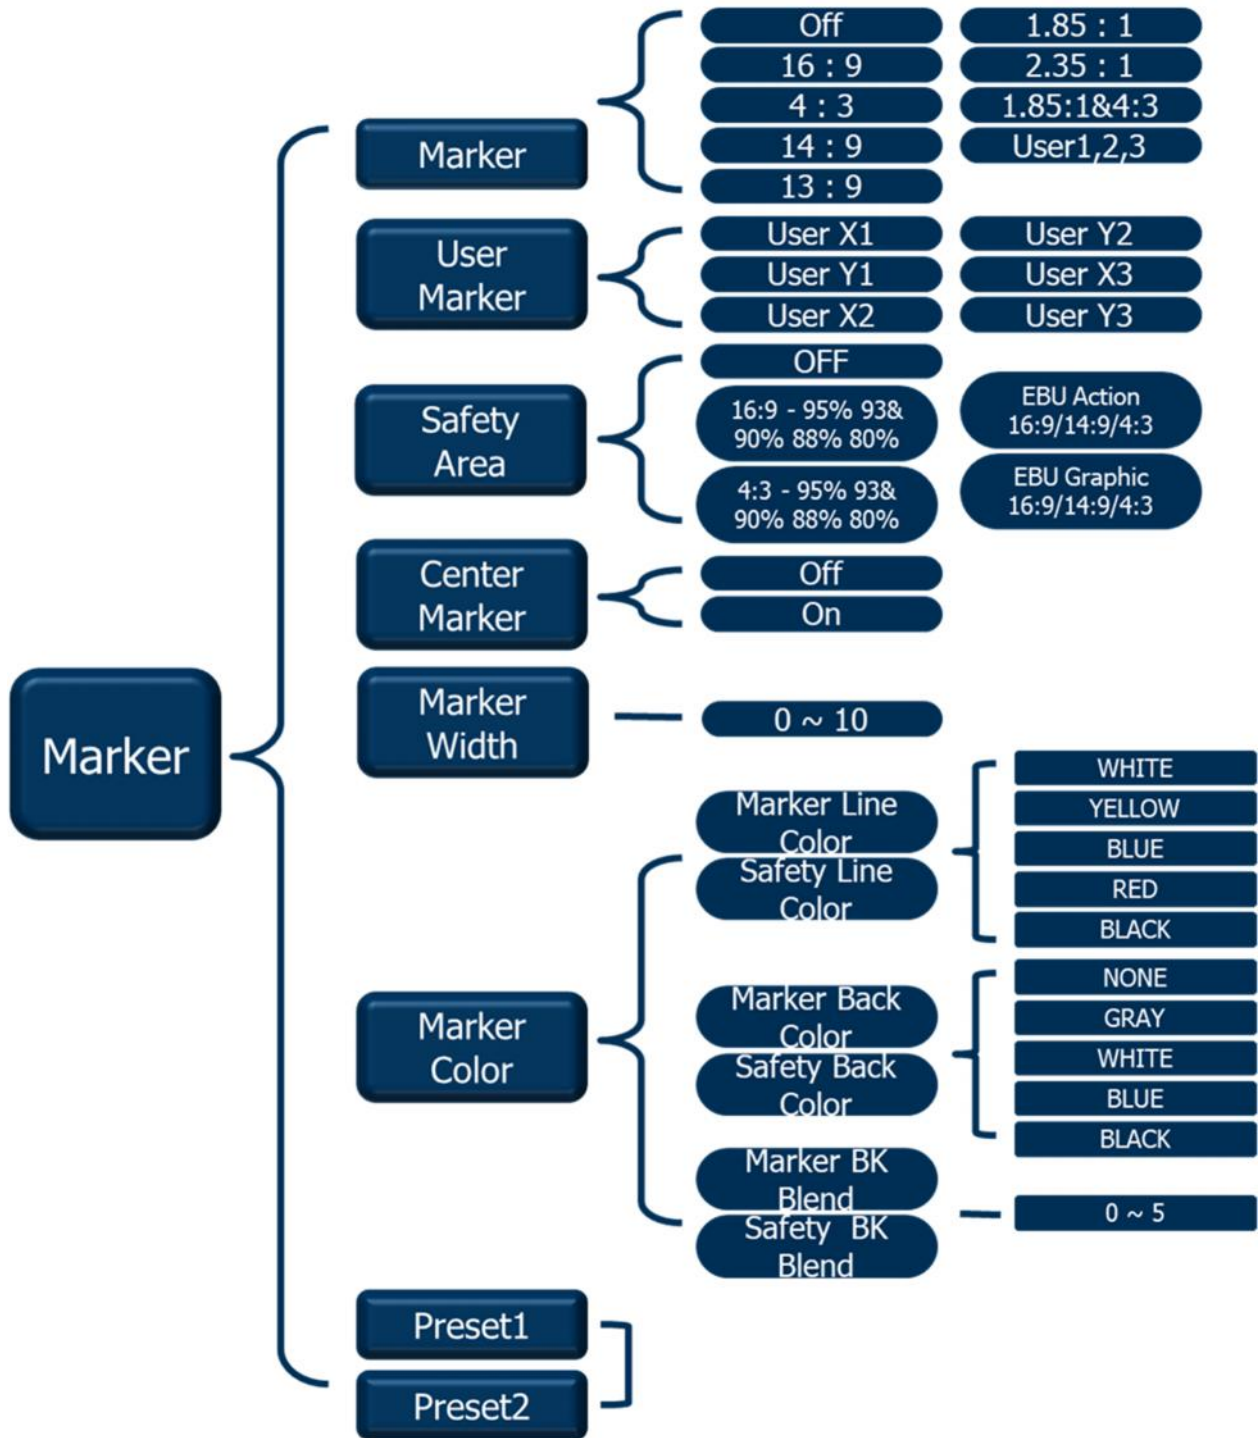 Marker
Marker
Off
16 : 9
4 : 3
14 : 9
13 : 9
1.85 : 1
2.35 : 1
1.85:1&4:3
User1,2,3
User
Marker
User X1
User Y1
User X2
User Y2
User X3
User Y3
Safety
Area
OFF
16:9 - 95% 93&
90% 88% 80%
4:3 - 95% 93&
90% 88% 80%
EBU Action
16:9/14:9/4:3
EBU Graphic
16:9/14:9/4:3
Center
Marker
Off
On
Marker
Width
0 ~ 10
Marker
Color
Marker Line
Color
Safety Line
Color
WHITE
YELLOW
BLUE
RED
BLACK
Marker Back
Color
Safety Back
Color
NONE
GRAY
WHITE
BLUE
BLACK
Marker BK
Blend
Safety  BK
Blend
0 ~ 5
Preset1
Preset2